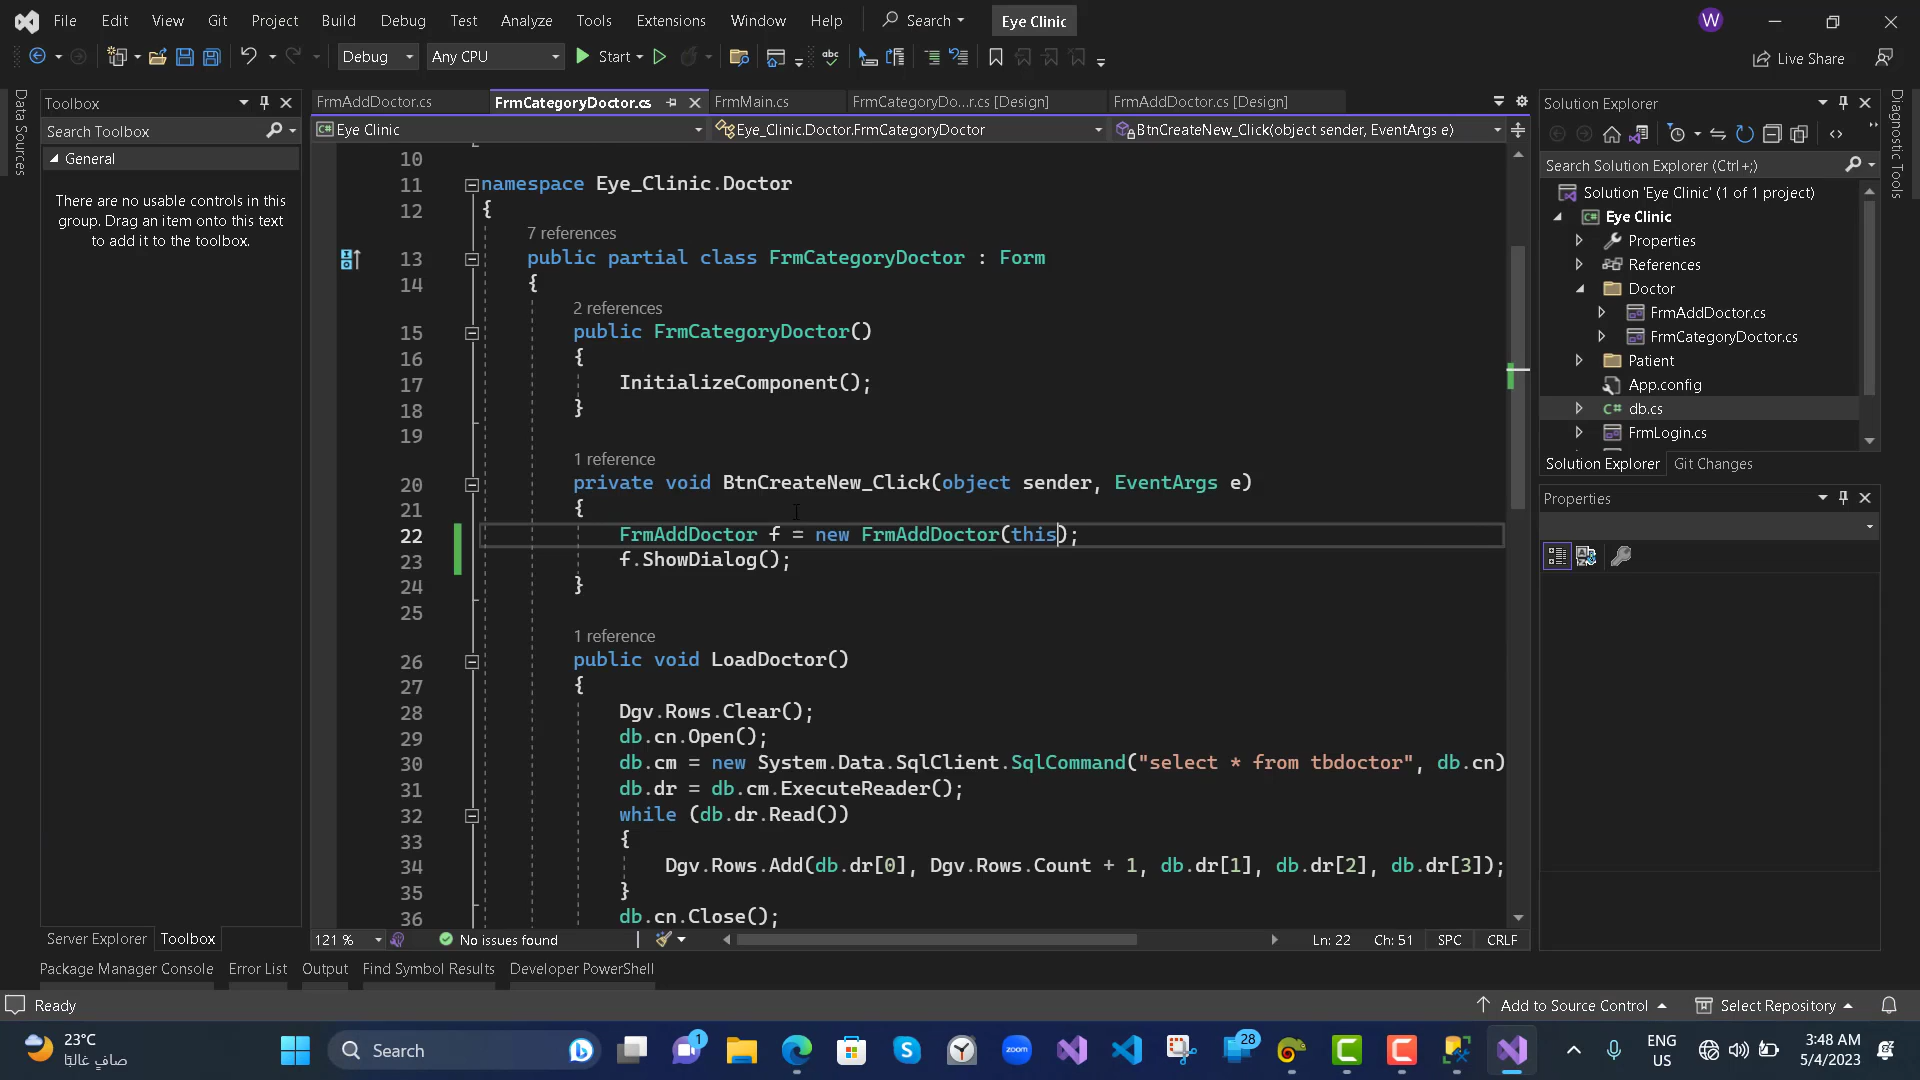 File Edit View Git Project Build Debug Test Analyze Tools Extensions Window Help Search Eye Clinic W
Debug Any CPU Start Live Share
Data Sources
Toolbox
Search Toolbox
General
There are no usable controls in this
group. Drag an item onto this text
to add it to the toolbox.
Server Explorer Toolbox
FrmAddDoctor.cs FrmCategoryDoctor.cs FrmMain.cs FrmCategoryDo...r.cs [Design] FrmAddDoctor.cs [Design]
Eye Clinic Eye_Clinic.Doctor.FrmCategoryDoctor BtnCreateNew_Click(object sender, EventArgs e)
10
11 namespace Eye_Clinic.Doctor
12 {
7 references
13 public partial class FrmCategoryDoctor : Form
14 {
2 references
15 public FrmCategoryDoctor()
16 {
17 InitializeComponent();
18 }
19
1 reference
20 private void BtnCreateNew_Click(object sender, EventArgs e)
21 {
22 FrmAddDoctor f = new FrmAddDoctor(this);
23 f.ShowDialog();
24 }
25
1 reference
26 public void LoadDoctor()
27 {
28 Dgv.Rows.Clear();
29 db.cn.Open();
30 db.cm = new System.Data.SqlClient.SqlCommand("select * from tbdoctor", db.cn)
31 db.dr = db.cm.ExecuteReader();
32 while (db.dr.Read())
33 {
34 Dgv.Rows.Add(db.dr[0], Dgv.Rows.Count + 1, db.dr[1], db.dr[2], db.dr[3]);
35 }
36 db.cn.Close();
121 % No issues found Ln: 22 Ch: 51 SPC CRLF
Solution Explorer
Search Solution Explorer (Ctrl+;)
Solution 'Eye Clinic' (1 of 1 project)
Eye Clinic
Properties
References
Doctor
FrmAddDoctor.cs
FrmCategoryDoctor.cs
Patient
App.config
C# db.cs
FrmLogin.cs
Solution Explorer Git Changes
Properties
Diagnostic Tools
Package Manager Console Error List Output Find Symbol Results Developer PowerShell
Ready Add to Source Control Select Repository
23°C
صافٍ غالبًا
Search
1
zoom
28
ENG
US
3:48 AM
5/4/2023